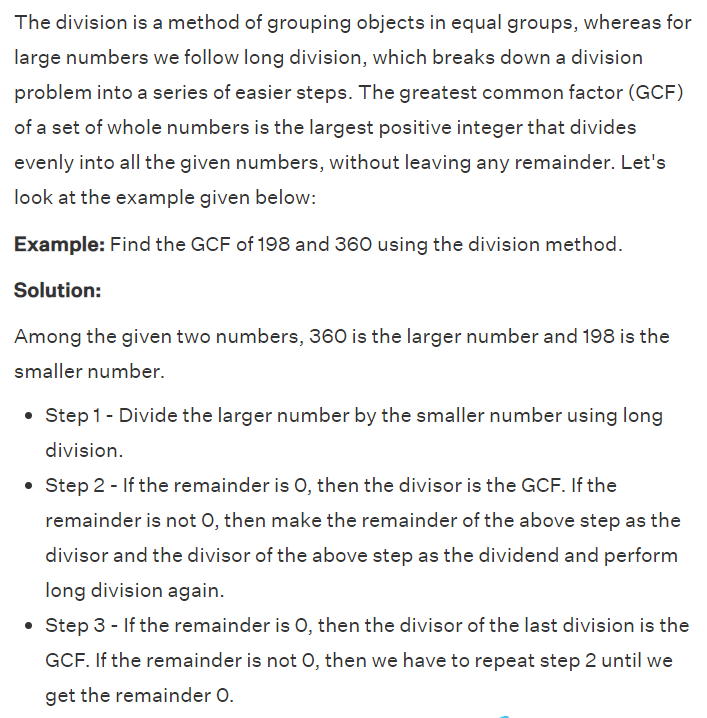 The division is a method of grouping objects in equal groups, whereas for
large numbers we follow long division, which breaks down a division
problem into a series of easier steps. The greatest common factor (GCF)
of a set of whole numbers is the largest positive integer that divides
evenly into all the given numbers, without leaving any remainder. Let's
look at the example given below:
Example: Find the GCF of 198 and 360 using the division method.
Solution:
Among the given two numbers, 360 is the larger number and 198 is the
smaller number.
• Step 1 - Divide the larger number by the smaller number using long
division.
• Step 2 - If the remainder is 0, then the divisor is the GCF. If the
remainder is not 0, then make the remainder of the above step as the
divisor and the divisor of the above step as the dividend and perform
long division again.
• Step 3 - If the remainder is 0, then the divisor of the last division is the
GCF. If the remainder is not 0, then we have to repeat step 2 until we
get the remainder 0.